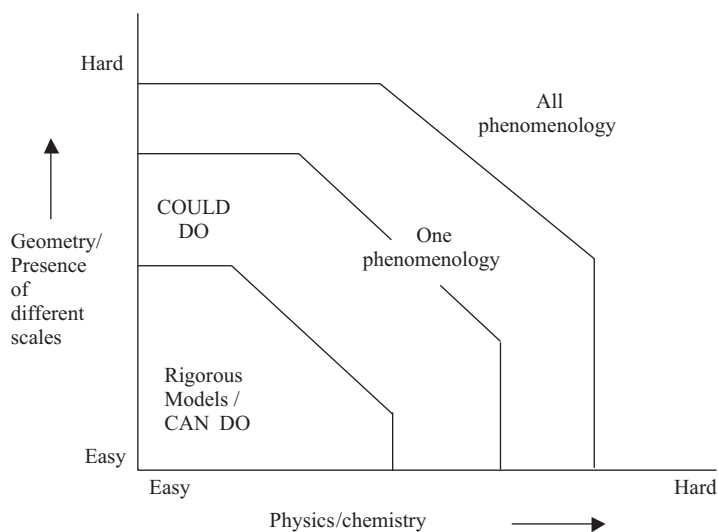 Hard
All
phenomenology
COULD
DO
Geometry/
Presence
of
different
scales
One
phenomenology
Rigorous
Models /
CAN DO
Easy
Easy
Hard
Physics/chemistry